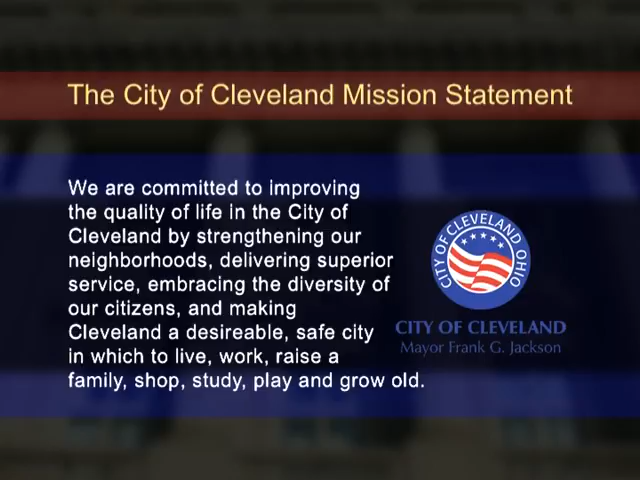 The City of Cleveland Mission Statement
We are committed to improving
the quality of life in the City of
Cleveland by strengthening our
neighborhoods, delivering superior
service, embracing the diversity of
our citizens, and making
Cleveland a desireable, safe city
in which to live, work, raise a
family, shop, study, play and grow old.
CITY OF CLEVELAND OHIO
CITY OF CLEVELAND
Mayor Frank G. Jackson